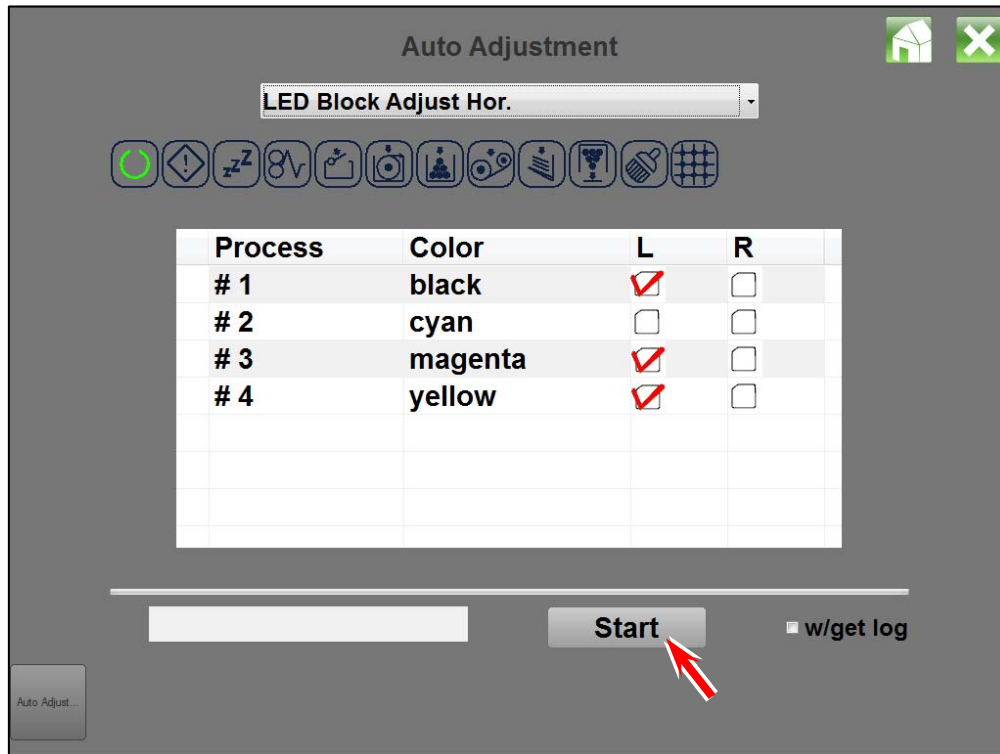 Auto Adjustment
LED Block Adjust Hor.
zzZ
Process Color L R
# 1 black
# 2 cyan
# 3 magenta
# 4 yellow
Start w/get log
Auto Adjust...